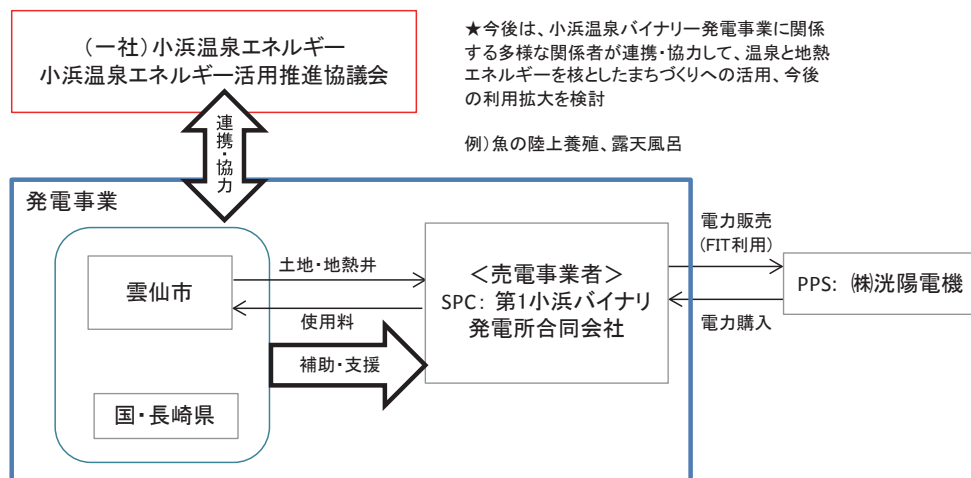 (一社)小浜温泉エネルギー
小浜温泉エネルギー活用推進協議会
★今後は、小浜温泉バイナリー発電事業に関係
する多様な関係者が連携・協力して、温泉と地熱
エネルギーを核としたまちづくりへの活用、今後
の利用拡大を検討
例)魚の陸上養殖、露天風呂
連携・協力
発電事業
雲仙市
国・長崎県
土地・地熱井
使用料
補助・支援
<売電事業者>
SPC: 第1小浜バイナリ
発電所合同会社
電力販売
(FIT利用)
電力購入
PPS: ㈱洸陽電機